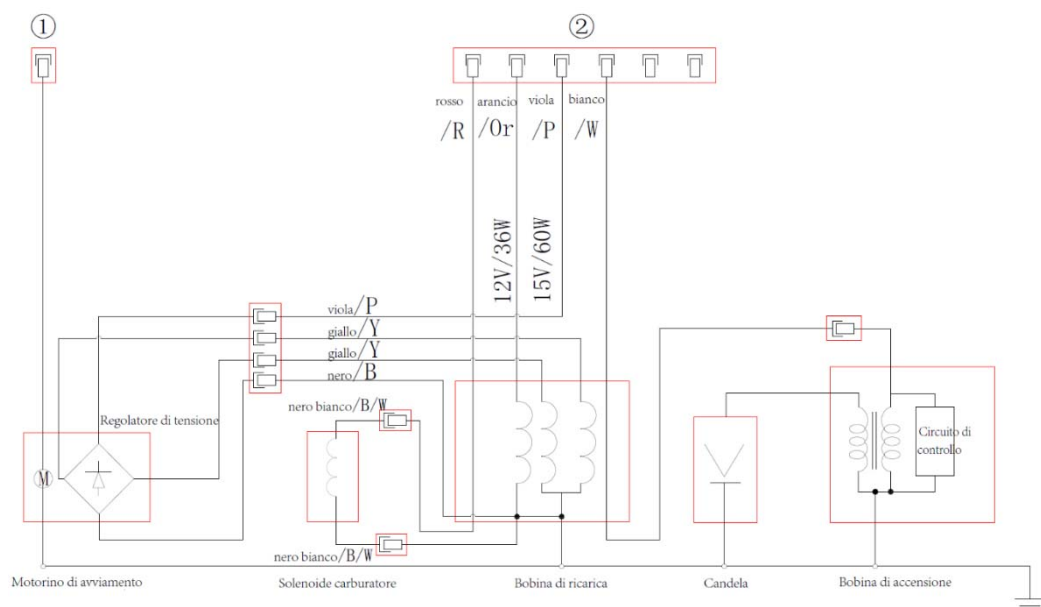 ① ②
rosso arancio viola bianco
/R /Or /P /W
12V/36W 15V/60W
viola/P
giallo/Y
giallo/Y
nero/B
nero bianco/B/W
Regolatore di tensione
Circuito di
controllo
M
nero bianco/B/W
Motorino di avviamento Solenoide carburatore Bobina di ricarica Candela Bobina di accensione